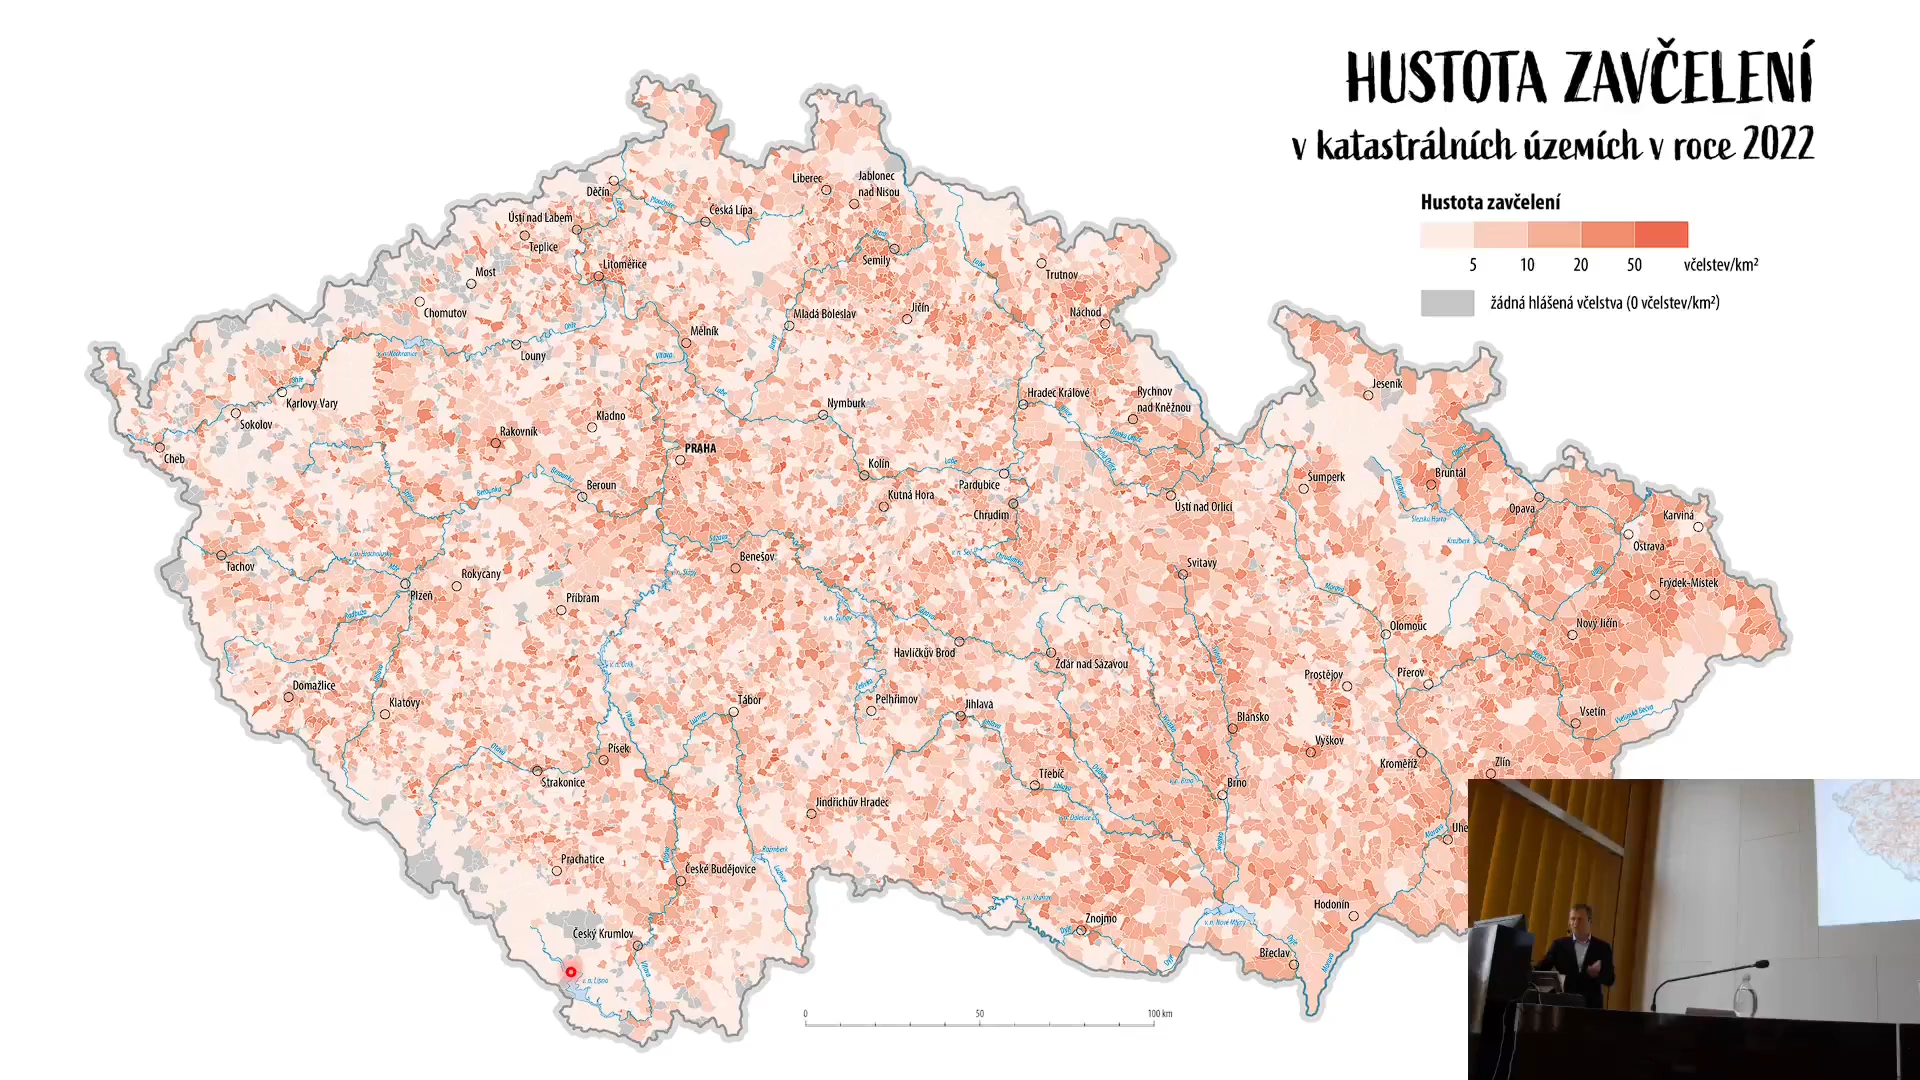 HUSTOTA ZAVČELENÍ
v katastrálních územích v roce 2022
Hustota zavčelení
5 10 20 50 včelstev/km²
žádná hlášená včelstva (0 včelstev/km²)
Děčín
Liberec
Jablonec
nad Nisou
Ústí nad Labem
Česká Lípa
Teplice
Semily
Litoměřice
Most
Trutnov
Chomutov
Mladá Boleslav
Jičín
Náchod
Mělník
Louny
Jeseník
Karlovy Vary
Nymburk
Hradec Králové
Rychnov
nad Kněžnou
Sokolov
Kladno
Rakovník
PRAHA
Cheb
Kolín
Pardubice
Šumperk
Bruntál
Beroun
Kutná Hora
Chrudim
Ústí nad Orlicí
Opava
Karviná
Ostrava
Benešov
Tachov
Svitavy
Rokycany
Frýdek-Místek
Plzeň
Příbram
Nový Jičín
Olomouc
Havlíčkův Brod
Žďár nad Sázavou
Prostějov
Přerov
Domažlice
Klatovy
Tábor
Pelhřimov
Jihlava
Vsetín
Blansko
Písek
Vyškov
Kroměříž
Zlín
Strakonice
Třebíč
Brno
Jindřichův Hradec
Uhe
Prachatice
České Budějovice
Hodonín
Znojmo
Český Krumlov
Břeclav
v. n. Lipno
0 50 100 km